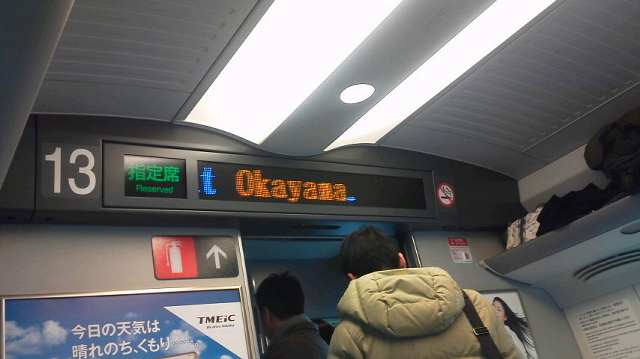 13
指定席
Reserved
t Okayama
TMEiC
今日の天気は
晴れのち、くもり……。